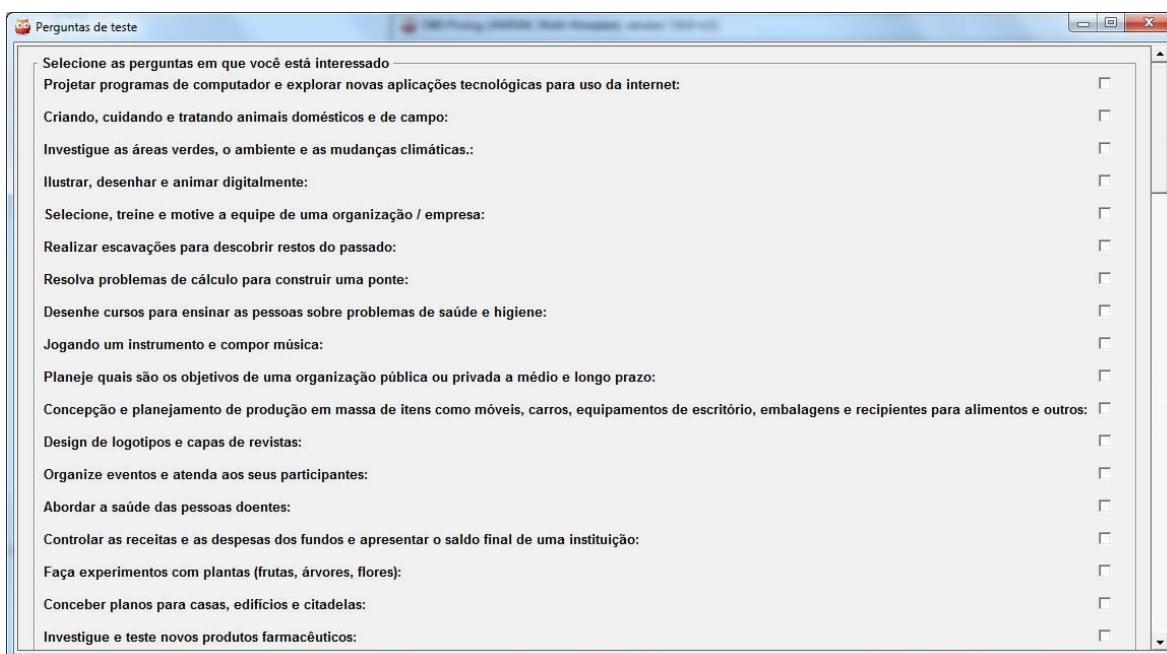 Perguntas de teste
Selecione as perguntas em que você está interessado
Projetar programas de computador e explorar novas aplicações tecnológicas para uso da internet:
Criando, cuidando e tratando animais domésticos e de campo:
Investigue as áreas verdes, o ambiente e as mudanças climáticas.:
Ilustrar, desenhar e animar digitalmente:
Selecione, treine e motive a equipe de uma organização / empresa:
Realizar escavações para descobrir restos do passado:
Resolva problemas de cálculo para construir uma ponte:
Desenhe cursos para ensinar as pessoas sobre problemas de saúde e higiene:
Jogando um instrumento e compor música:
Planeje quais são os objetivos de uma organização pública ou privada a médio e longo prazo:
Concepção e planejamento de produção em massa de itens como móveis, carros, equipamentos de escritório, embalagens e recipientes para alimentos e outros:
Design de logotipos e capas de revistas:
Organize eventos e atenda aos seus participantes:
Abordar a saúde das pessoas doentes:
Controlar as receitas e as despesas dos fundos e apresentar o saldo final de uma instituição:
Faça experimentos com plantas (frutas, árvores, flores):
Conceber planos para casas, edifícios e citadelas:
Investigue e teste novos produtos farmacêuticos: